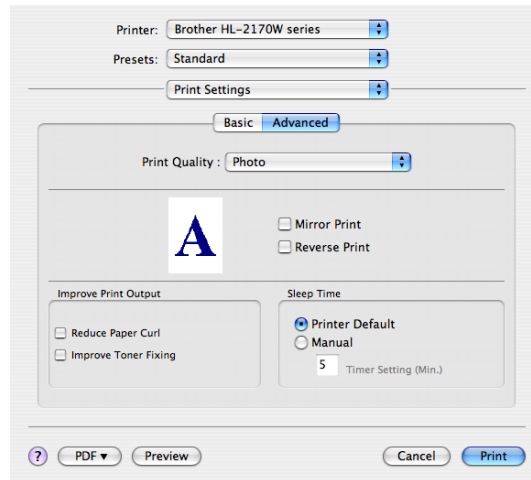 Printer: Brother HL-2170W series
Presets: Standard
Print Settings
Basic Advanced
Print Quality : Photo
A
Mirror Print
Reverse Print
Improve Print Output
Reduce Paper Curl
Improve Toner Fixing
Sleep Time
Printer Default
Manual
5 Timer Setting (Min.)
? PDF ▼ Preview Cancel Print